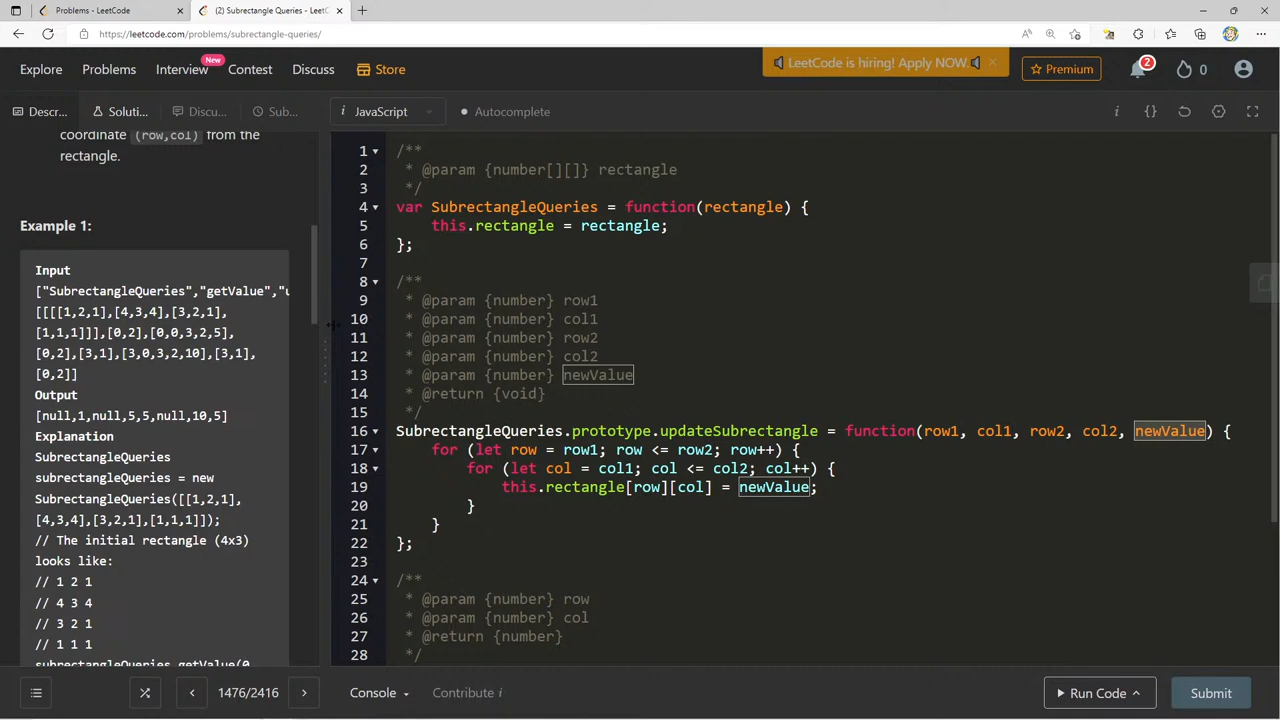 Problems - LeetCode
(2) Subrectangle Queries - LeetC
https://leetcode.com/problems/subrectangle-queries/
Explore
Problems
Interview
New
Contest
Discuss
Store
LeetCode is hiring! Apply NOW.
Premium
2
0
Descr...
Soluti...
Discu...
Sub...
i
JavaScript
Autocomplete
i
{}
coordinate (row,col) from the
rectangle.
Example 1:
Input
["SubrectangleQueries","getValue","u
[[[[1,2,1],[4,3,4],[3,2,1],
[1,1,1]]],[0,2],[0,0,3,2,5],
[0,2],[3,1],[3,0,3,2,10],[3,1],
[0,2]]
Output
[null,1,null,5,5,null,10,5]
Explanation
SubrectangleQueries
subrectangleQueries = new
SubrectangleQueries([[1,2,1],
[4,3,4],[3,2,1],[1,1,1]]);
// The initial rectangle (4x3)
looks like:
// 1 2 1
// 4 3 4
// 3 2 1
// 1 1 1
subrectangleQueries.getValue(0,
1 /**
2  * @param {number[][]} rectangle
3  */
4 var SubrectangleQueries = function(rectangle) {
5     this.rectangle = rectangle;
6 };
7
8 /**
9  * @param {number} row1
10  * @param {number} col1
11  * @param {number} row2
12  * @param {number} col2
13  * @param {number} newValue
14  * @return {void}
15  */
16 SubrectangleQueries.prototype.updateSubrectangle = function(row1, col1, row2, col2, newValue) {
17     for (let row = row1; row <= row2; row++) {
18         for (let col = col1; col <= col2; col++) {
19             this.rectangle[row][col] = newValue;
20         }
21     }
22 };
23
24 /**
25  * @param {number} row
26  * @param {number} col
27  * @return {number}
28  */
1476/2416
Console
Contribute i
Run Code
Submit